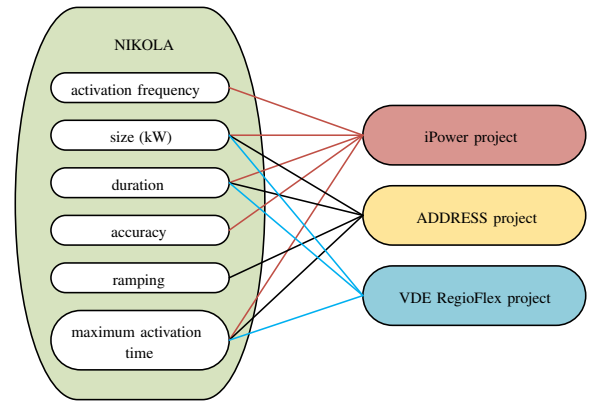 NIKOLA
activation frequency
size (kW)
duration
accuracy
ramping
maximum activation
time
iPower project
ADDRESS project
VDE RegioFlex project